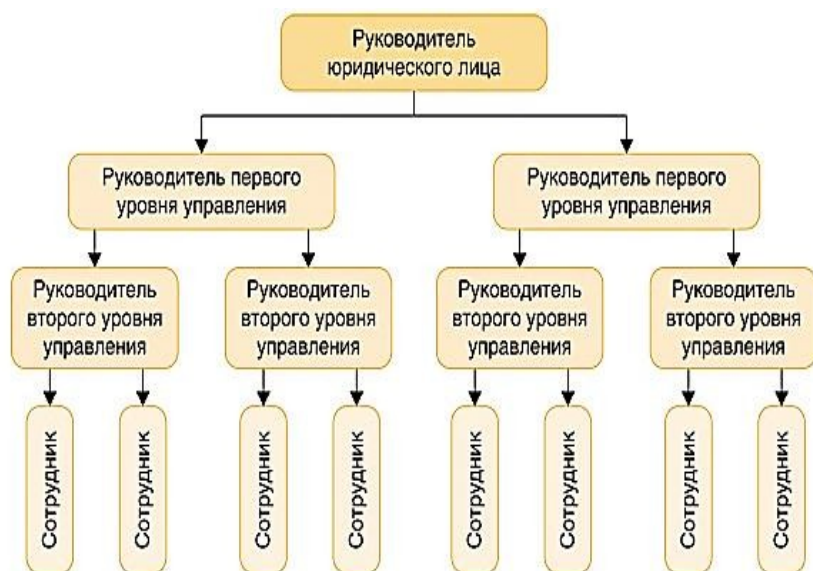 Руководитель
юридического лица
Руководитель первого
уровня управления
Руководитель первого
уровня управления
Руководитель
второго уровня
управления
Руководитель
второго уровня
управления
Руководитель
второго уровня
управления
Руководитель
второго уровня
управления
Сотрудник
Сотрудник
Сотрудник
Сотрудник
Сотрудник
Сотрудник
Сотрудник
Сотрудник